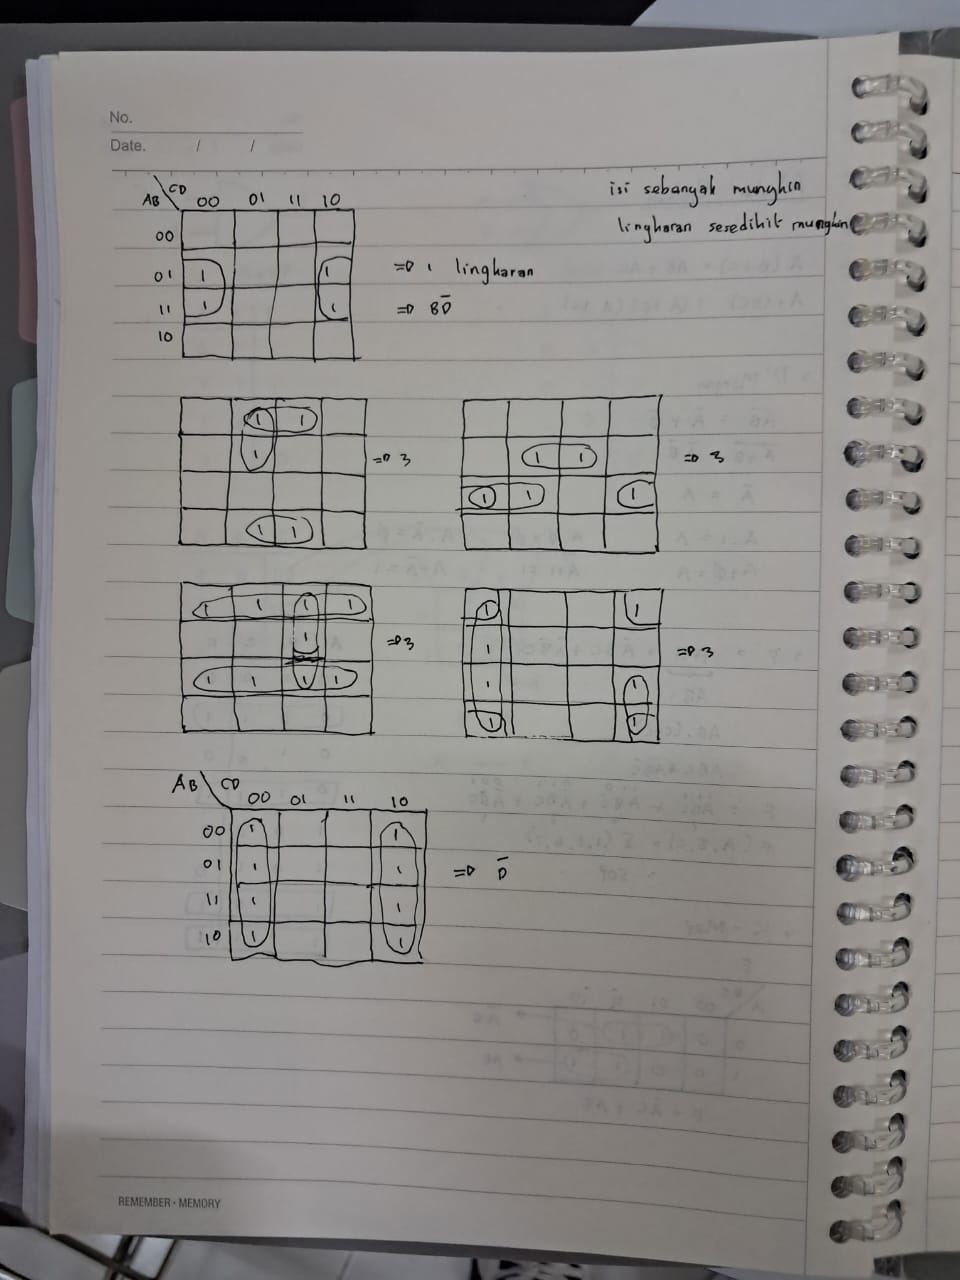 No.
Date. / /
isi sebanyak mungkin
lingkaran sesedikit mungkin
AB \ CD
00 01 11 10
00
01 1 1 => 1 lingkaran
11 1 1 => BD̅
10
1 1
1 => 3
1 1
1 1 => 3
1 1 1
1 1 1 1
1 => 3
1 1 1 1
1 1
1 => 3
1 1
1 1
AB \ CD
00 01 11 10
00 1 1
01 1 1 => D̅
11 1 1
10 1 1
REMEMBER · MEMORY